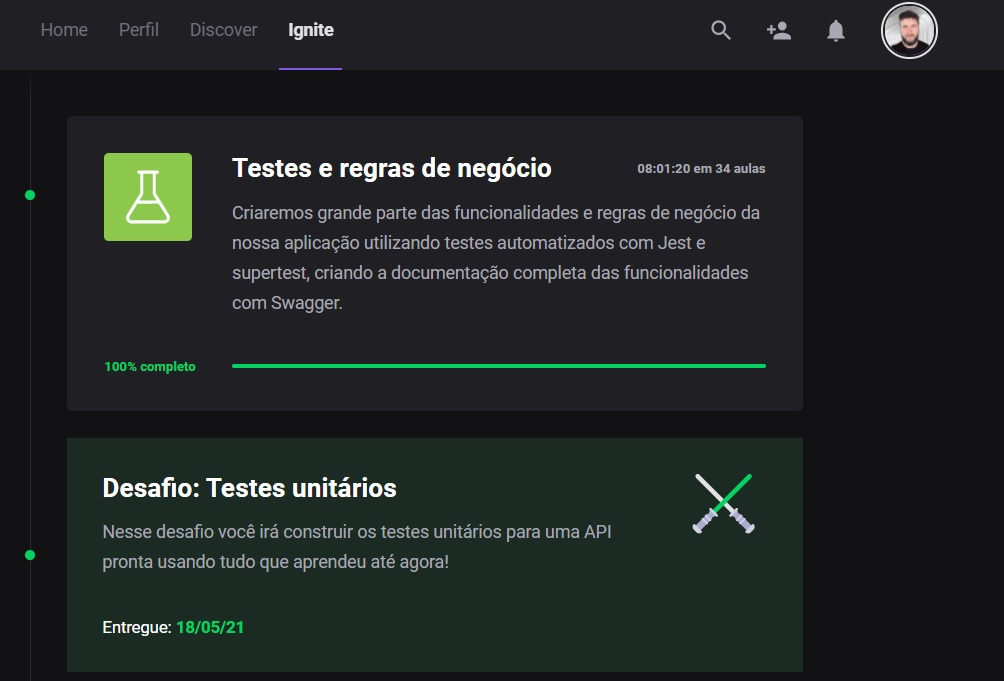 Home Perfil Discover Ignite
Testes e regras de negócio 08:01:20 em 34 aulas
Criaremos grande parte das funcionalidades e regras de negócio da
nossa aplicação utilizando testes automatizados com Jest e
supertest, criando a documentação completa das funcionalidades
com Swagger.
100% completo
Desafio: Testes unitários
Nesse desafio você irá construir os testes unitários para uma API
pronta usando tudo que aprendeu até agora!
Entregue: 18/05/21